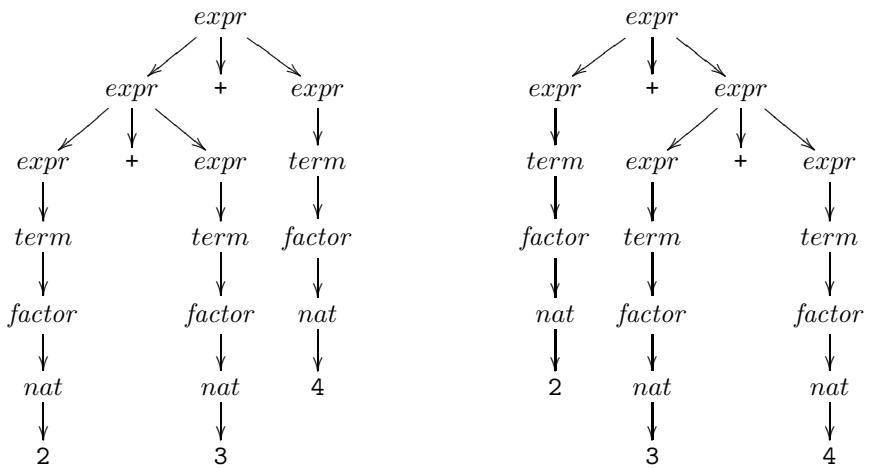 expr expr
expr + expr expr + expr
expr + expr term term expr + expr
term term factor factor term term
factor factor nat nat factor factor
nat nat 4 2 nat nat
2 3 3 4